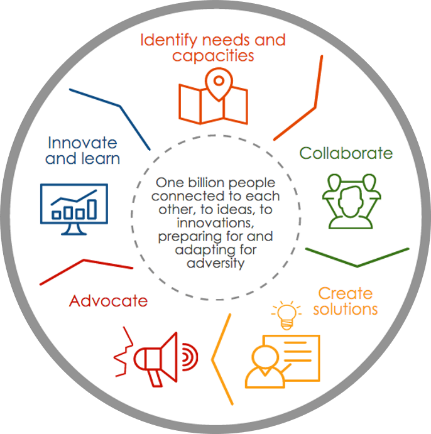 Identify needs and
capacities
Collaborate
Create
solutions
Advocate
Innovate
and learn
One billion people
connected to each
other, to ideas, to
innovations,
preparing for and
adapting for
adversity